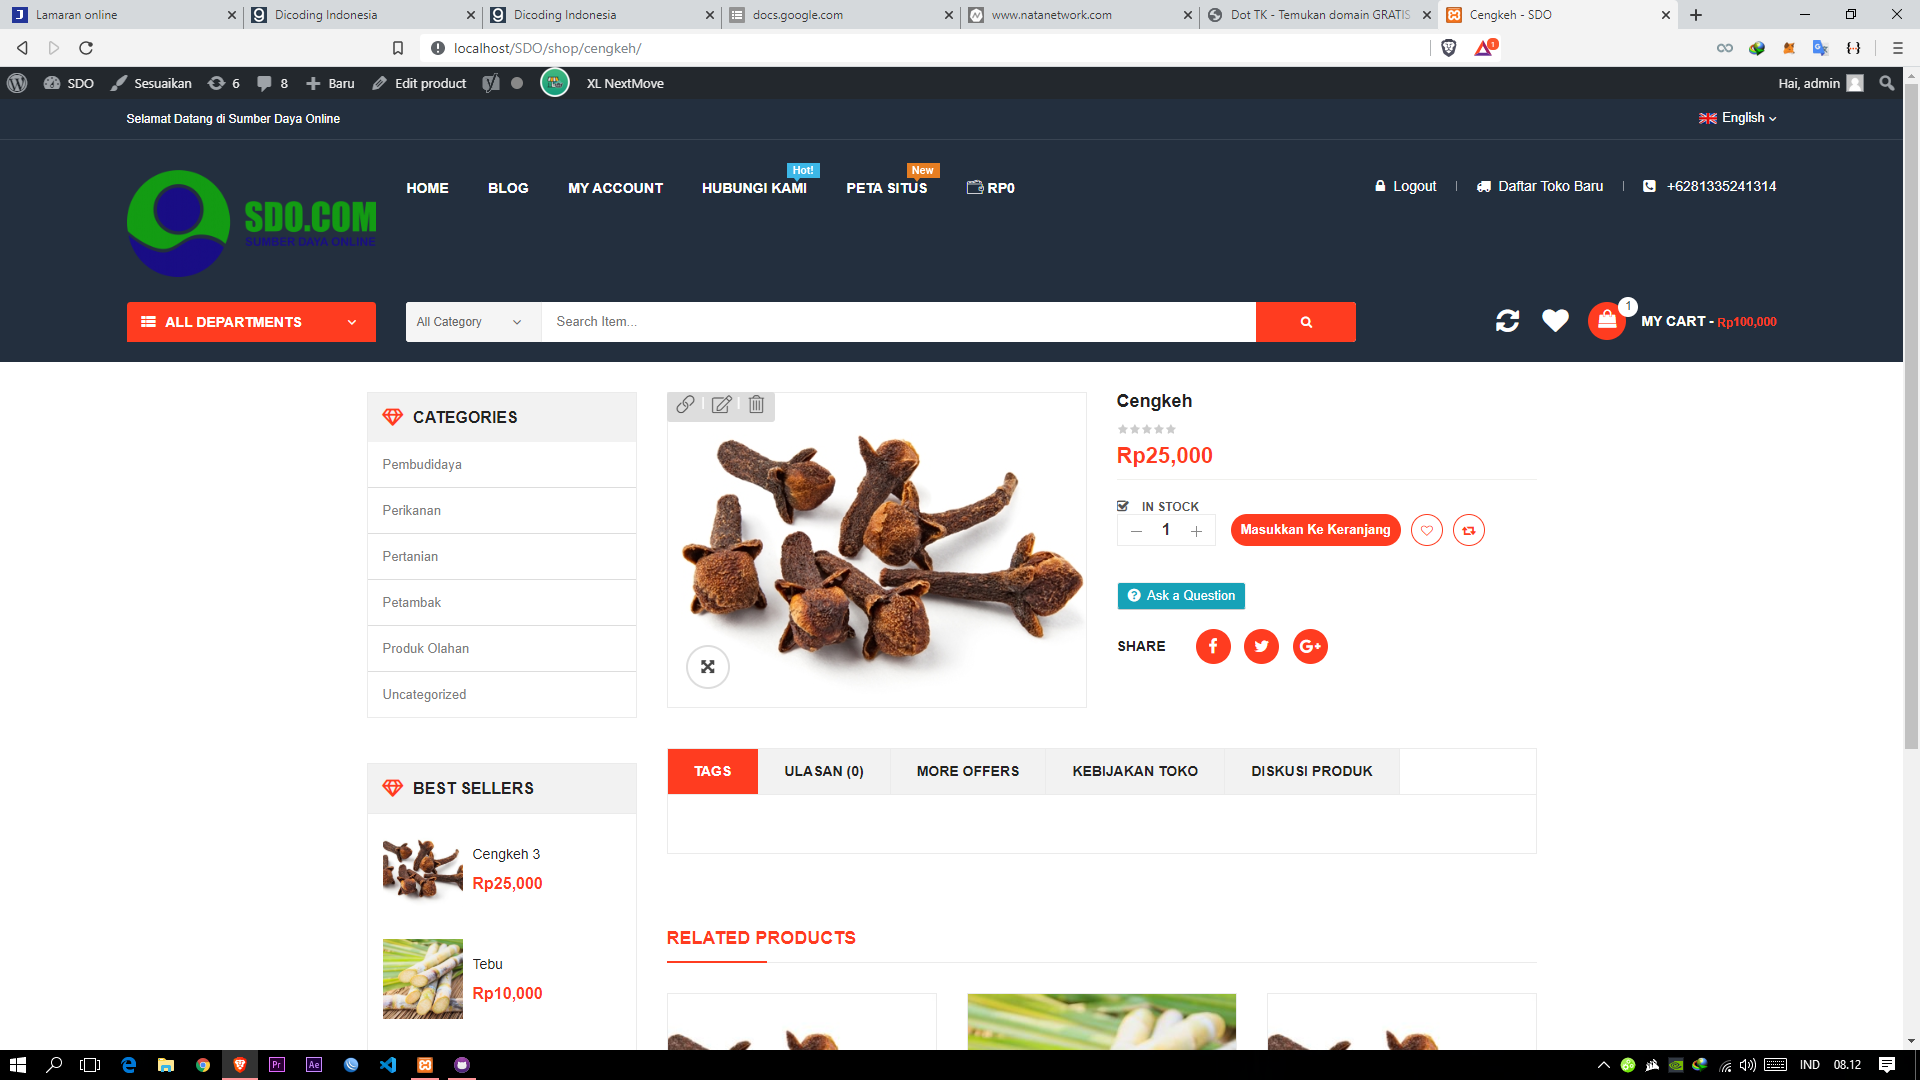 Lamaran online
Dicoding Indonesia
Dicoding Indonesia
docs.google.com
www.natanetwork.com
Dot TK - Temukan domain GRATIS
Cengkeh - SDO
localhost/SDO/shop/cengkeh/
1
SDO
Sesuaikan
6
8
Baru
Edit product
XL NextMove
Hai, admin
Selamat Datang di Sumber Daya Online
English
SDO.COM
SUMBER DAYA ONLINE
HOME
BLOG
MY ACCOUNT
Hot!
HUBUNGI KAMI
New
PETA SITUS
RP0
Logout
Daftar Toko Baru
+6281335241314
ALL DEPARTMENTS
All Category
Search Item...
1
MY CART - Rp100,000
CATEGORIES
Pembudidaya
Perikanan
Pertanian
Petambak
Produk Olahan
Uncategorized
Cengkeh
Rp25,000
IN STOCK
1
Masukkan Ke Keranjang
Ask a Question
SHARE
TAGS
ULASAN (0)
MORE OFFERS
KEBIJAKAN TOKO
DISKUSI PRODUK
BEST SELLERS
Cengkeh 3
Rp25,000
Tebu
Rp10,000
RELATED PRODUCTS
Pr
Ae
IND
08.12